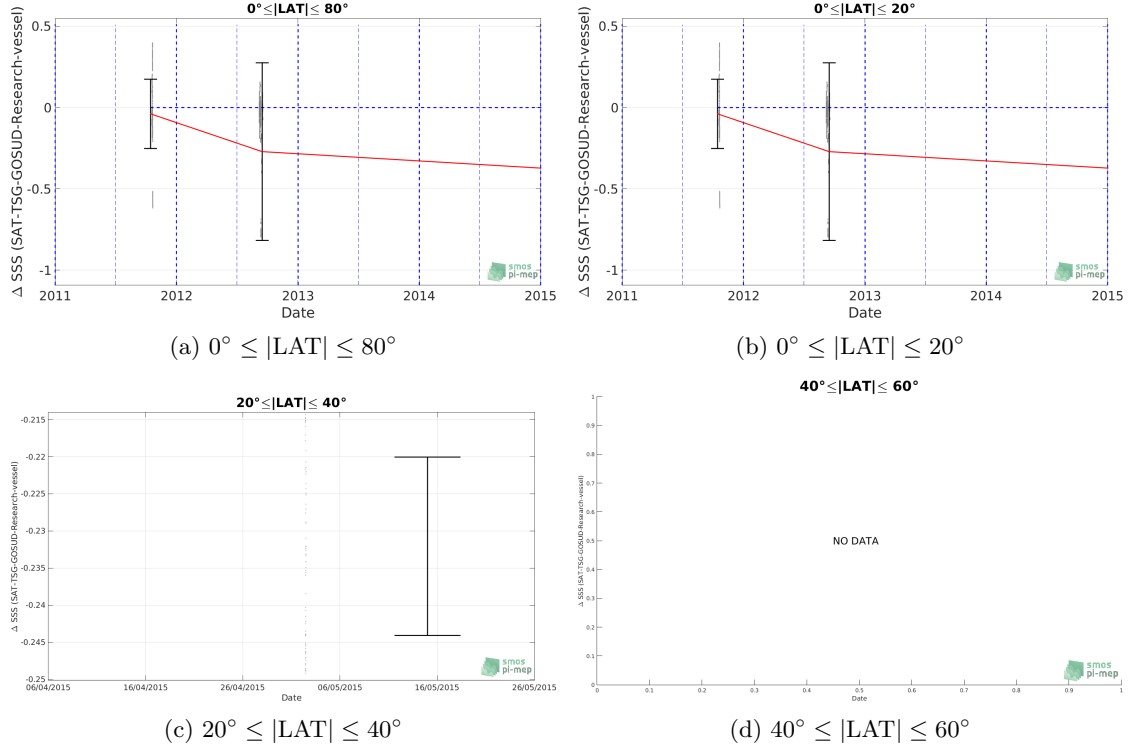 0°≤|LAT|≤ 80°
Δ SSS (SAT-TSG-GOSUD-Research-vessel)
0.5
0
-0.5
-1
2011 2012 2013 2014 2015
Date
smos
pi-mep
(a) 0° ≤ |LAT| ≤ 80°
0°≤|LAT|≤ 20°
Δ SSS (SAT-TSG-GOSUD-Research-vessel)
0.5
0
-0.5
-1
2011 2012 2013 2014 2015
Date
smos
pi-mep
(b) 0° ≤ |LAT| ≤ 20°
20°≤|LAT|≤ 40°
Δ SSS (SAT-TSG-GOSUD-Research-vessel)
-0.215
-0.22
-0.225
-0.23
-0.235
-0.24
-0.245
-0.25
06/04/2015 16/04/2015 26/04/2015 06/05/2015 16/05/2015 26/05/2015
Date
smos
pi-mep
(c) 20° ≤ |LAT| ≤ 40°
40°≤|LAT|≤ 60°
Δ SSS (SAT-TSG-GOSUD-Research-vessel)
1
0.9
0.8
0.7
0.6
0.5
0.4
0.3
0.2
0.1
0
NO DATA
0 0.1 0.2 0.3 0.4 0.5 0.6 0.7 0.8 0.9 1
Date
smos
pi-mep
(d) 40° ≤ |LAT| ≤ 60°